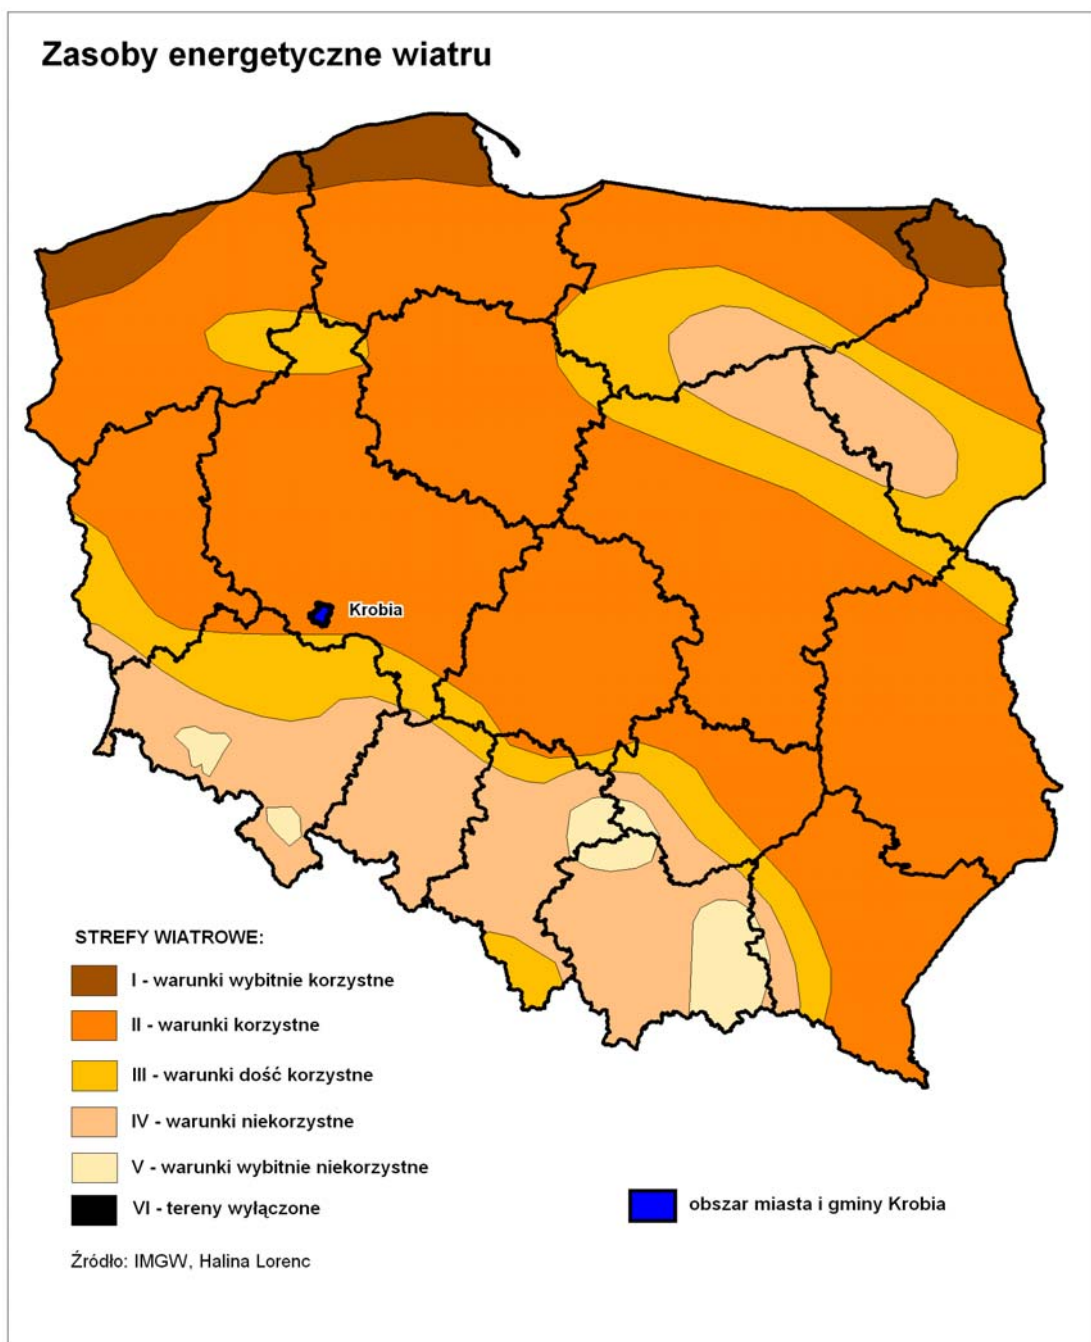 Zasoby energetyczne wiatru
Krobia
STREFY WIATROWE:
I - warunki wybitnie korzystne
II - warunki korzystne
III - warunki dość korzystne
IV - warunki niekorzystne
V - warunki wybitnie niekorzystne
VI - tereny wyłączone
obszar miasta i gminy Krobia
Źródło: IMGW, Halina Lorenc